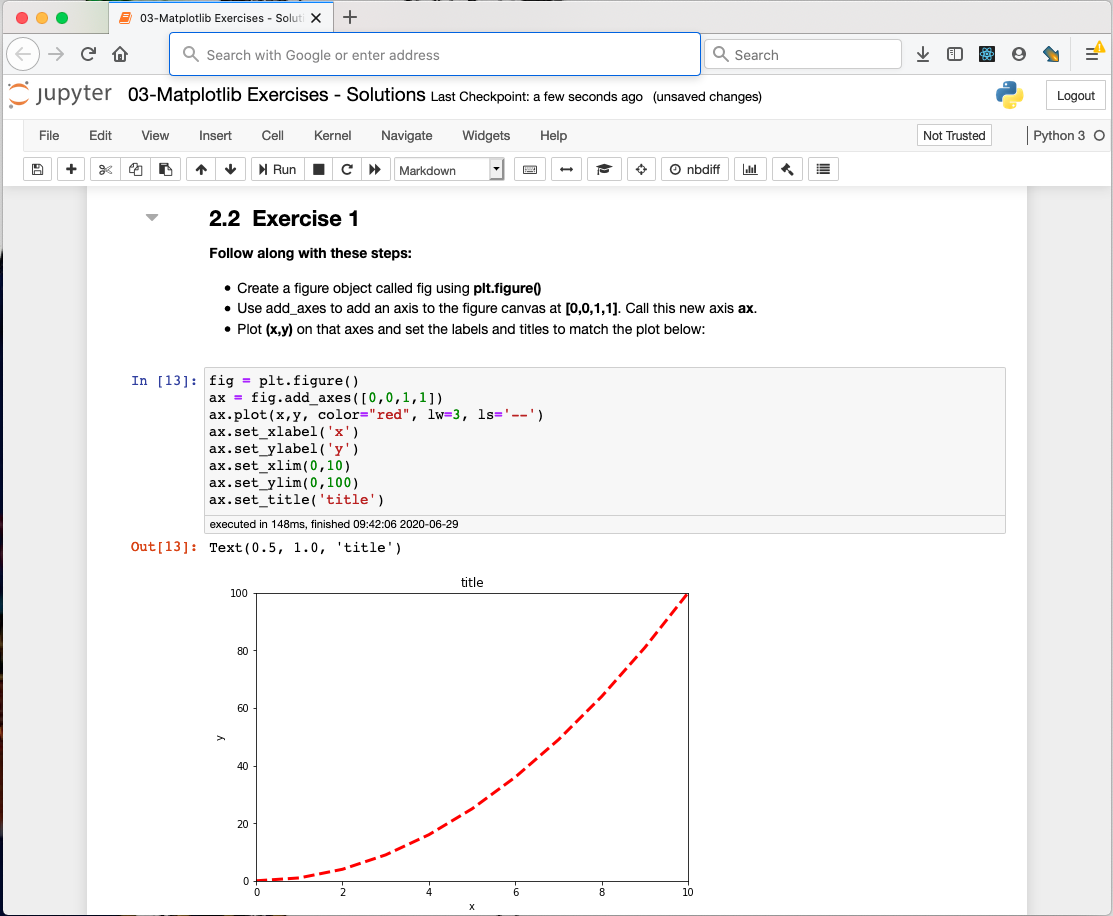 03-Matplotlib Exercises - Soluti
Search with Google or enter address
Search
jupyter 03-Matplotlib Exercises - Solutions Last Checkpoint: a few seconds ago (unsaved changes)
Logout
File Edit View Insert Cell Kernel Navigate Widgets Help
Not Trusted
Python 3
Run
Markdown
nbdiff
2.2 Exercise 1
Follow along with these steps:
• Create a figure object called fig using plt.figure()
• Use add_axes to add an axis to the figure canvas at [0,0,1,1]. Call this new axis ax.
• Plot (x,y) on that axes and set the labels and titles to match the plot below:
In [13]:
fig = plt.figure()
ax = fig.add_axes([0,0,1,1])
ax.plot(x,y, color="red", lw=3, ls='--')
ax.set_xlabel('x')
ax.set_ylabel('y')
ax.set_xlim(0,10)
ax.set_ylim(0,100)
ax.set_title('title')
executed in 148ms, finished 09:42:06 2020-06-29
Out[13]: Text(0.5, 1.0, 'title')
title
100
80
60
y
40
20
0
0 2 4 6 8 10
x